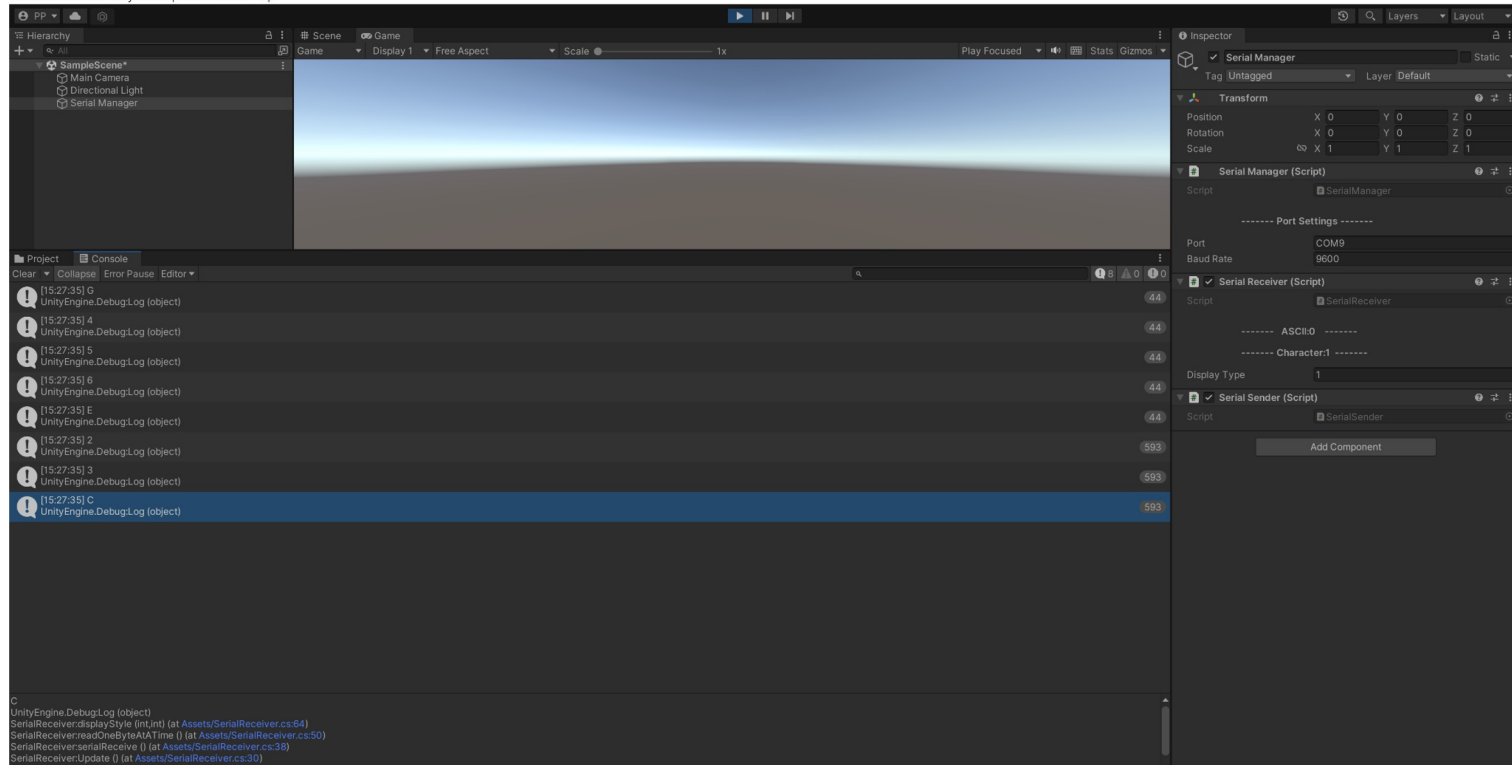 PP
Layers
Layout
Hierarchy
Scene
Game
Inspector
All
Game
Display 1
Free Aspect
Scale
1x
Play Focused
Stats
Gizmos
SampleScene*
Main Camera
Directional Light
Serial Manager
Serial Manager
Static
Tag Untagged
Layer Default
Transform
Position X 0 Y 0 Z 0
Rotation X 0 Y 0 Z 0
Scale X 1 Y 1 Z 1
Serial Manager (Script)
Script SerialManager
------- Port Settings -------
Port COM9
Baud Rate 9600
Serial Receiver (Script)
Script SerialReceiver
------- ASCII:0 -------
------- Character:1 -------
Display Type 1
Serial Sender (Script)
Script SerialSender
Add Component
Project
Console
Clear
Collapse
Error Pause
Editor
8
0
0
[15:27:35] G
UnityEngine.Debug:Log (object)
44
[15:27:35] 4
UnityEngine.Debug:Log (object)
44
[15:27:35] 5
UnityEngine.Debug:Log (object)
44
[15:27:35] 6
UnityEngine.Debug:Log (object)
44
[15:27:35] E
UnityEngine.Debug:Log (object)
44
[15:27:35] 2
UnityEngine.Debug:Log (object)
593
[15:27:35] 3
UnityEngine.Debug:Log (object)
593
[15:27:35] C
UnityEngine.Debug:Log (object)
593
C
UnityEngine.Debug:Log (object)
SerialReceiver:displayStyle (int,int) (at Assets/SerialReceiver.cs:64)
SerialReceiver:readOneByteAtATime () (at Assets/SerialReceiver.cs:50)
SerialReceiver:serialReceive () (at Assets/SerialReceiver.cs:38)
SerialReceiver:Update () (at Assets/SerialReceiver.cs:30)